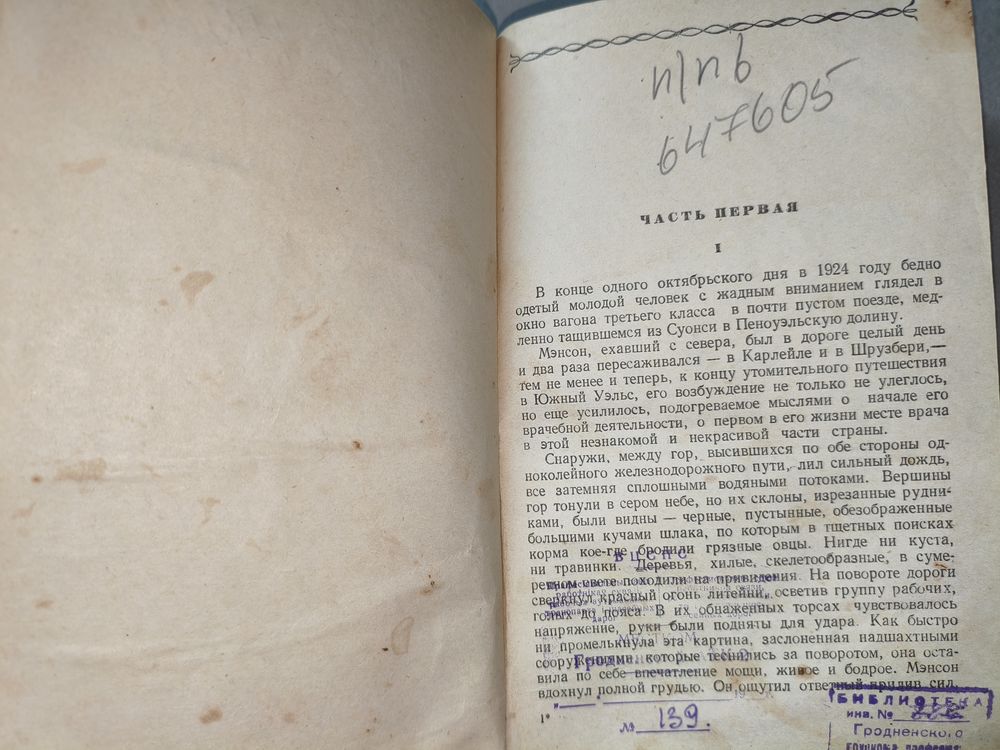 п/п в
647605
ЧАСТЬ ПЕРВАЯ
I
В конце одного октябрьского дня в 1924 году бедно
одетый молодой человек с жадным вниманием глядел в
окно вагона третьего класса в почти пустом поезде, мед-
ленно тащившемся из Суонси в Пеноуэльскую долину.
Мэнсон, ехавший с севера, был в дороге целый день
и два раза пересаживался — в Карлейле и в Шрузбери,—
тем не менее и теперь, к концу утомительного путешествия
в Южный Уэльс, его возбуждение не только не улеглось,
но еще усилилось, подогреваемое мыслями о начале его
врачебной деятельности, о первом в его жизни месте врача
в этой незнакомой и некрасивой части страны.
Снаружи, между гор, высившихся по обе стороны од-
ноколейного железнодорожного пути, лил сильный дождь,
все затемняя сплошными водяными потоками. Вершины
гор тонули в сером небе, но их склоны, изрезанные рудни-
ками, были видны — черные, пустынные, обезображенные
большими кучами шлака, по которым в тщетных поисках
корма кое-где бродили грязные овцы. Нигде ни куста,
ни травинки. Деревья, хилые, скелетообразные, в суме-
речном свете походили на привидения. На повороте дороги
сверкнул красный огонь литейни, осветив группу рабочих,
голых до пояса. В их обнаженных торсах чувствовалось
напряжение, руки были подняты для удара. Как быстро
ни промелькнула эта картина, заслоненная надшахтными
сооружениями, которые теснились за поворотом, она оста-
вила по себе впечатление мощи, живое и бодрое. Мэнсон
вдохнул полной грудью. Он ощутил ответный прилив сил,
1*
ВЦСПС
дорог
МЕСТКОМ
№ 139.
БИБЛИОТЕКА
инв. №
Гродненского